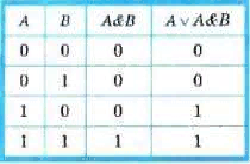 A B A&B A∨A&B
0 0 0 0
0 1 0 0
1 0 0 1
1 1 1 1